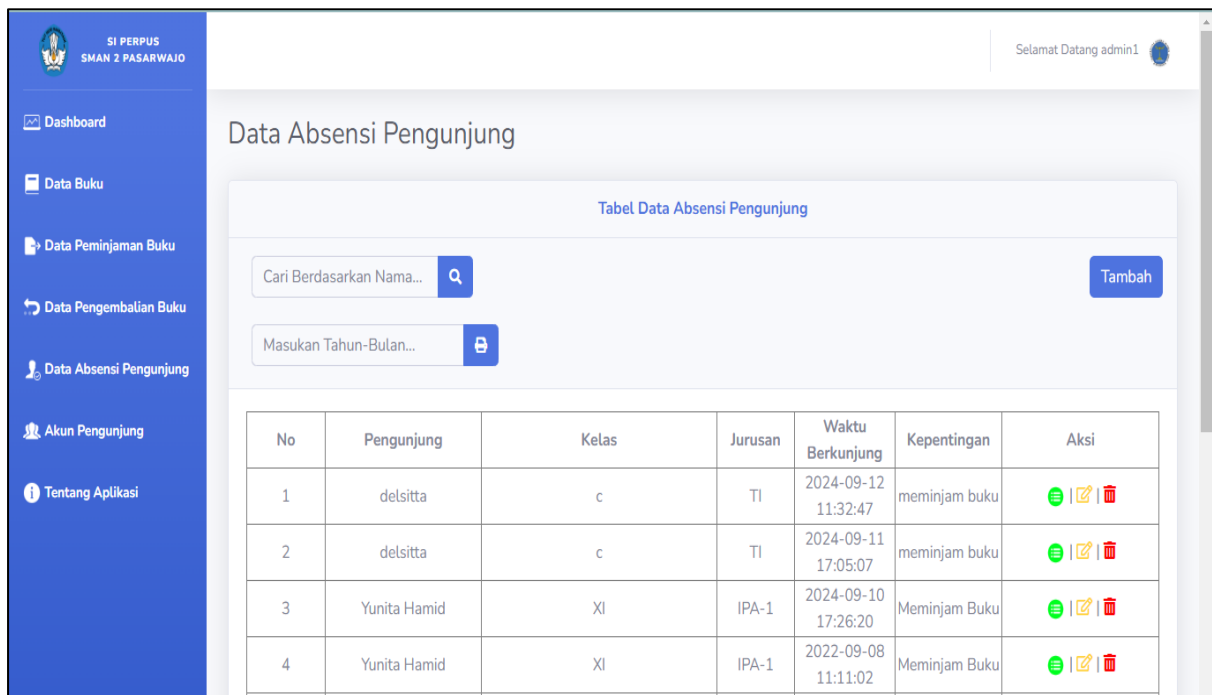 SI PERPUS
SMAN 2 PASARWAJO
Selamat Datang admin1
Dashboard
Data Buku
Data Peminjaman Buku
Data Pengembalian Buku
Data Absensi Pengunjung
Akun Pengunjung
Tentang Aplikasi
Data Absensi Pengunjung
Tabel Data Absensi Pengunjung
Cari Berdasarkan Nama...
Tambah
Masukan Tahun-Bulan...
No Pengunjung Kelas Jurusan Waktu Berkunjung Kepentingan Aksi
1 delsitta c TI 2024-09-12 11:32:47 meminjam buku | |
2 delsitta c TI 2024-09-11 17:05:07 meminjam buku | |
3 Yunita Hamid XI IPA-1 2024-09-10 17:26:20 Meminjam Buku | |
4 Yunita Hamid XI IPA-1 2022-09-08 11:11:02 Meminjam Buku | |